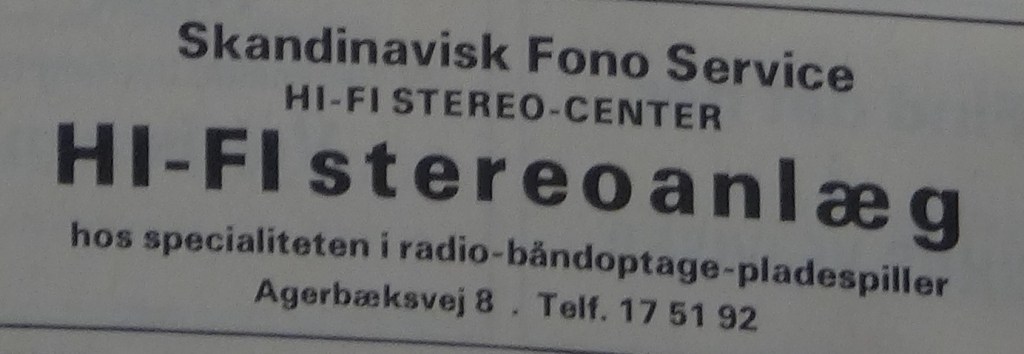 Skandinavisk Fono Service
HI-FI STEREO-CENTER
HI-FI stereoanlæg
hos specialiteten i radio-båndoptage-pladespiller
Agerbæksvej 8 . Telf. 17 51 92